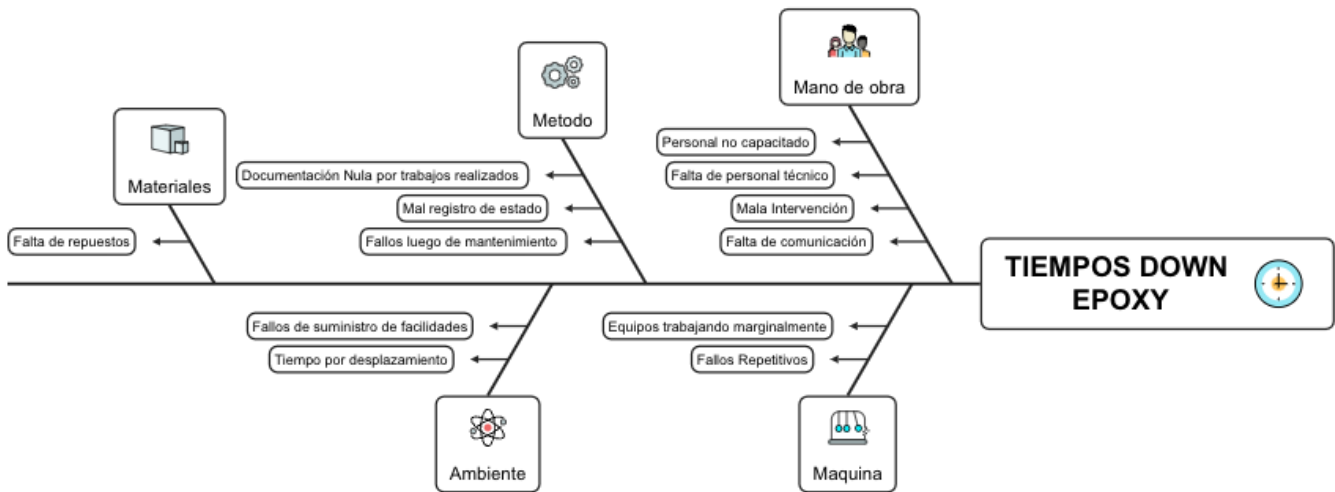 Mano de obra
Metodo
Materiales
Personal no capacitado
Documentación Nula por trabajos realizados
Falta de personal técnico
Mal registro de estado
Mala Intervención
Falta de repuestos
Fallos luego de mantenimiento
Falta de comunicación
TIEMPOS DOWN
EPOXY
Fallos de suministro de facilidades
Equipos trabajando marginalmente
Tiempo por desplazamiento
Fallos Repetitivos
Ambiente
Maquina